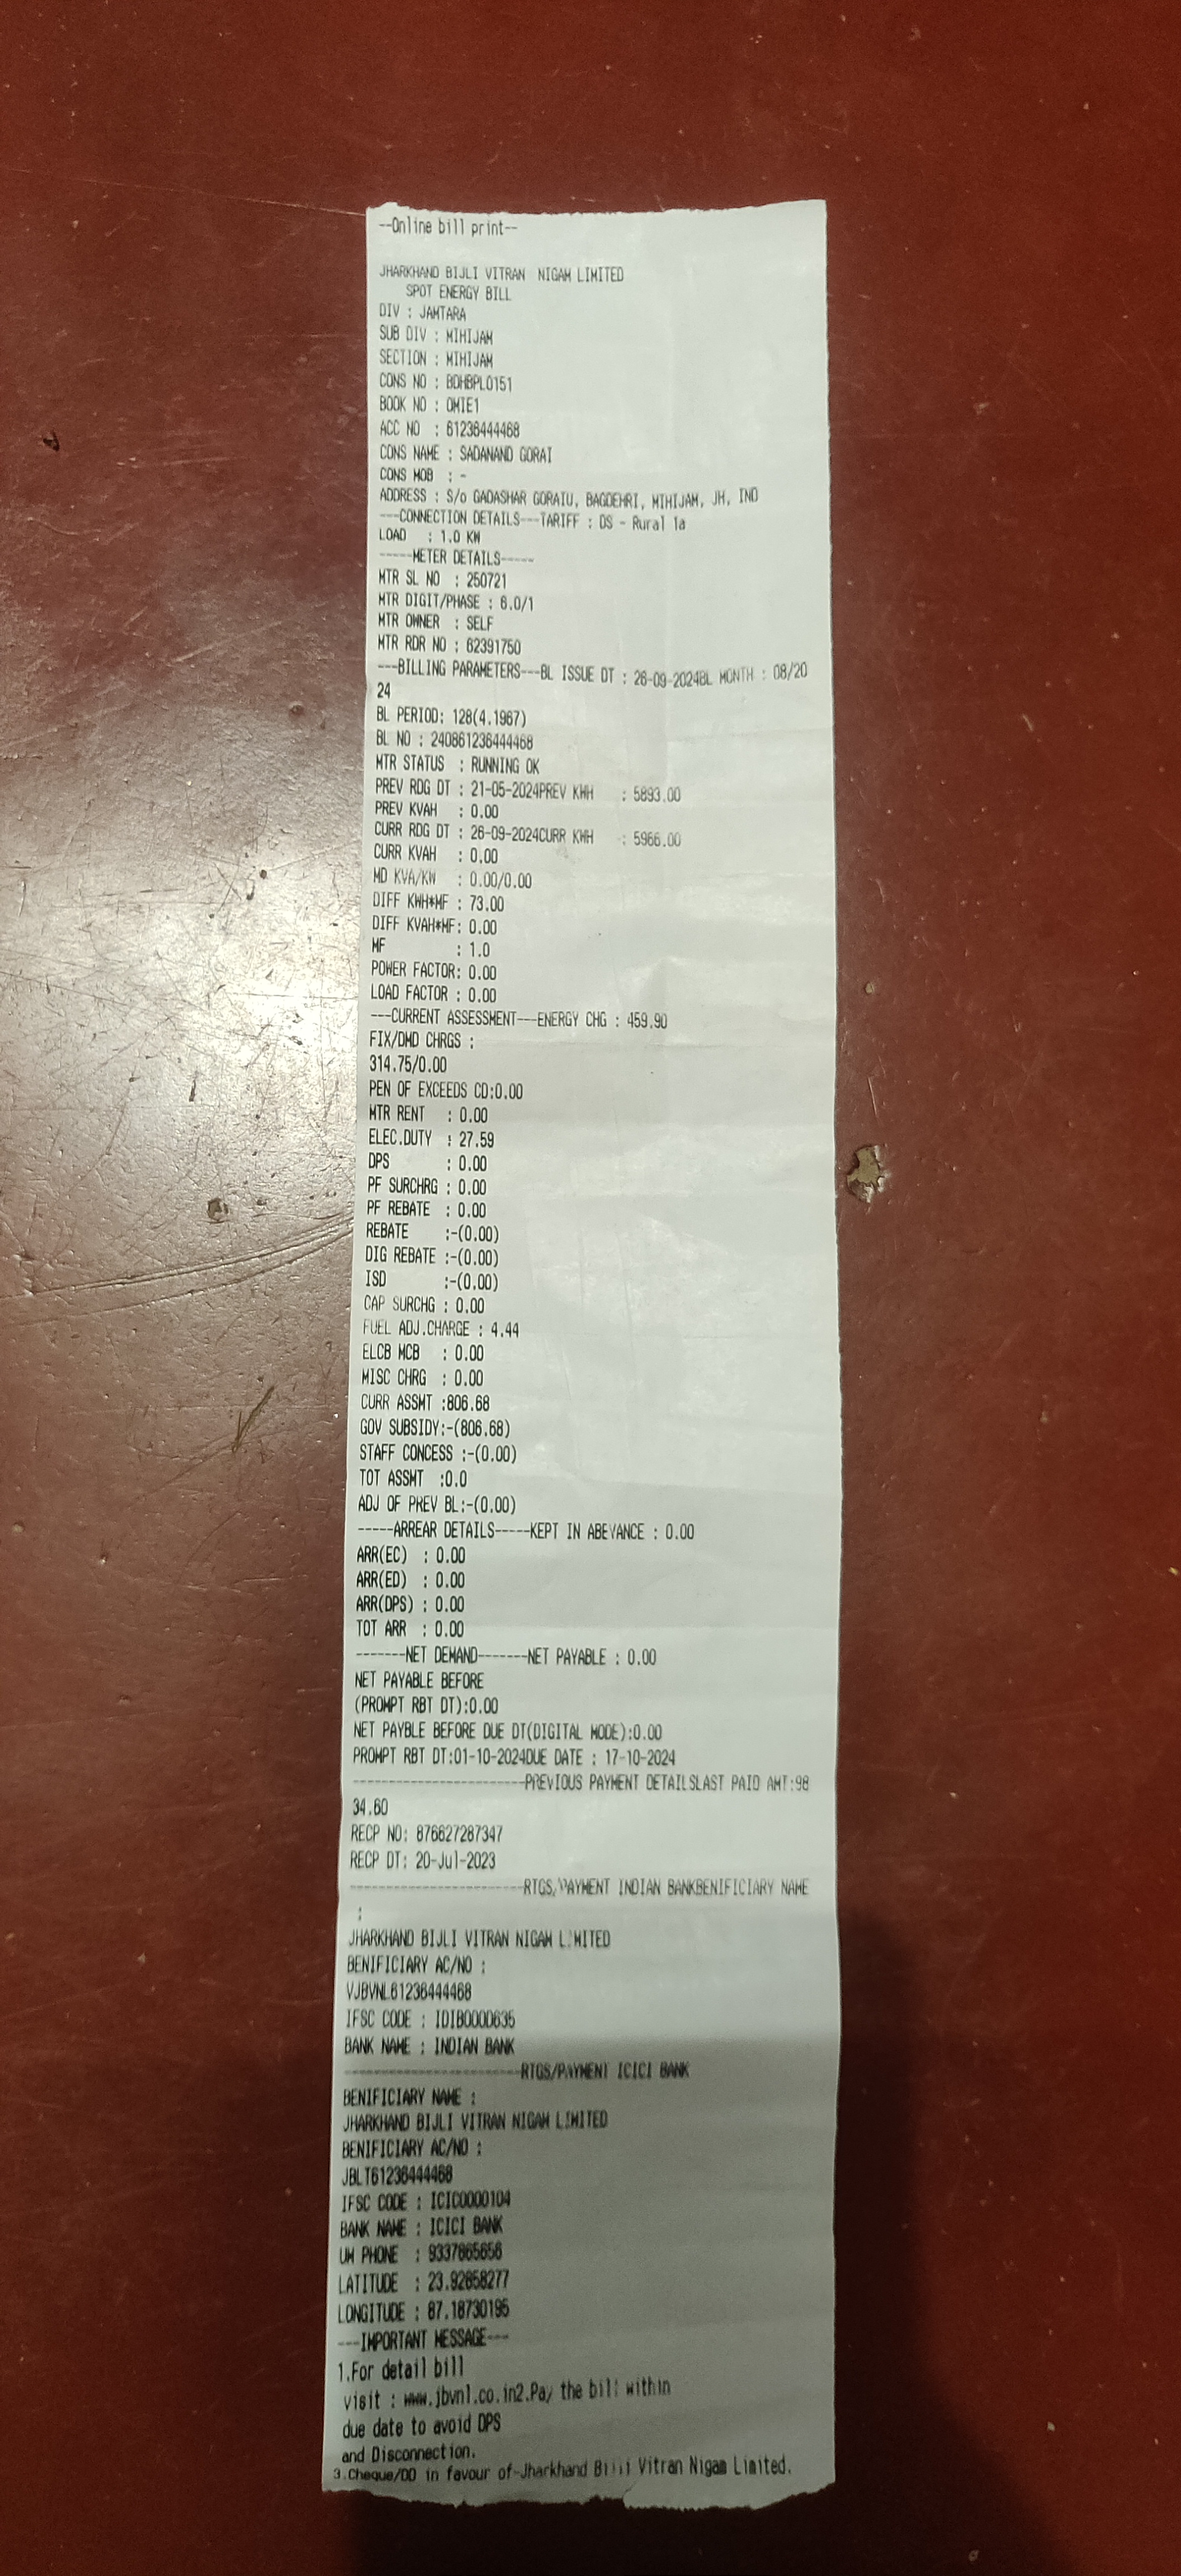 --Online bill print--
JHARKHAND BIJLI VITRAN NIGAM LIMITED
SPOT ENERGY BILL
DIV : JAMTARA
SUB DIV : MIHIJAM
SECTION : MIHIJAM
CONS NO : BDHBPL0151
BOOK NO : OMIE1
ACC NO : 61236444468
CONS NAME : SADANAND GORAI
CONS MOB : -
ADDRESS : S/o GADASHAR GORAIU, BAGDEHRI, MIHIJAM, JH, IND
---CONNECTION DETAILS---TARIFF : DS - Rural 1a
LOAD : 1.0 KW
-----METER DETAILS-----
MTR SL NO : 250721
MTR DIGIT/PHASE : 6.0/1
MTR OWNER : SELF
MTR RDR NO : 62391750
---BILLING PARAMETERS---BL ISSUE DT : 26-09-2024BL MONTH : 08/20
24
BL PERIOD: 128(4.1967)
BL NO : 240861236444468
MTR STATUS : RUNNING OK
PREV RDG DT : 21-05-2024PREV KWH : 5893.00
PREV KVAH : 0.00
CURR RDG DT : 26-09-2024CURR KWH : 5966.00
CURR KVAH : 0.00
MD KVA/KW : 0.00/0.00
DIFF KWH*MF : 73.00
DIFF KVAH*MF: 0.00
MF : 1.0
POWER FACTOR: 0.00
LOAD FACTOR : 0.00
---CURRENT ASSESSMENT---ENERGY CHG : 459.90
FIX/DMD CHRGS :
314.75/0.00
PEN OF EXCEEDS CD:0.00
MTR RENT : 0.00
ELEC.DUTY : 27.59
DPS : 0.00
PF SURCHRG : 0.00
PF REBATE : 0.00
REBATE :-(0.00)
DIG REBATE :-(0.00)
ISD :-(0.00)
CAP SURCHG : 0.00
FUEL ADJ.CHARGE : 4.44
ELCB MCB : 0.00
MISC CHRG : 0.00
CURR ASSMT :806.68
GOV SUBSIDY:-(806.68)
STAFF CONCESS :-(0.00)
TOT ASSMT :0.0
ADJ OF PREV BL:-(0.00)
-----ARREAR DETAILS-----KEPT IN ABEYANCE : 0.00
ARR(EC) : 0.00
ARR(ED) : 0.00
ARR(DPS) : 0.00
TOT ARR : 0.00
-------NET DEMAND-------NET PAYABLE : 0.00
NET PAYABLE BEFORE
(PROMPT RBT DT):0.00
NET PAYBLE BEFORE DUE DT(DIGITAL MODE):0.00
PROMPT RBT DT:01-10-2024DUE DATE : 17-10-2024
------------------------PREVIOUS PAYMENT DETAILSLAST PAID AMT:98
34.60
RECP NO: 876627287347
RECP DT: 20-Jul-2023
------------------------RTGS/PAYMENT INDIAN BANKBENIFICIARY NAME
:
JHARKHAND BIJLI VITRAN NIGAM LIMITED
BENIFICIARY AC/NO :
VJBVNL61236444468
IFSC CODE : IDIB000D635
BANK NAME : INDIAN BANK
------------------------RTGS/PAYMENT ICICI BANK
BENIFICIARY NAME :
JHARKHAND BIJLI VITRAN NIGAM LIMITED
BENIFICIARY AC/NO :
JBLT61236444468
IFSC CODE : ICIC0000104
BANK NAME : ICICI BANK
UM PHONE : 9337865656
LATITUDE : 23.92658277
LONGITUDE : 87.18730195
---IMPORTANT MESSAGE---
1.For detail bill
visit : www.jbvnl.co.in2.Pay the bill within
due date to avoid DPS
and Disconnection.
3.Cheque/DD in favour of-Jharkhand Bijli Vitran Nigam Limited.